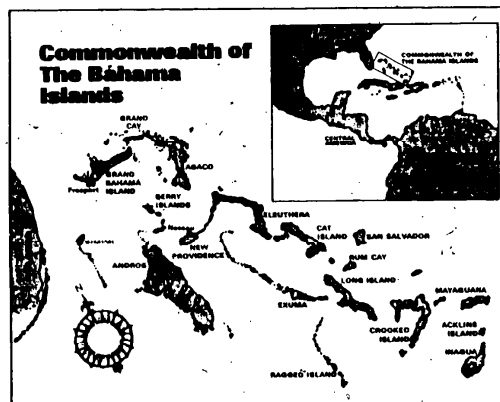 Commonwealth of
The Bahama
Islands
COMMONWEALTH OF
THE BAHAMA ISLANDS
CENTRAL
GRAND
CAY
ABACO
Freeport
GRAND
BAHAMA
ISLAND
BERRY
ISLANDS
Nassau
NEW
PROVIDENCE
ELEUTHERA
CAT
ISLAND
SAN SALVADOR
RUM CAY
ANDROS
EXUMA
LONG ISLAND
CROOKED
ISLAND
MAYAGUANA
ACKLING
ISLAND
INAGUA
RAGGED ISLAND